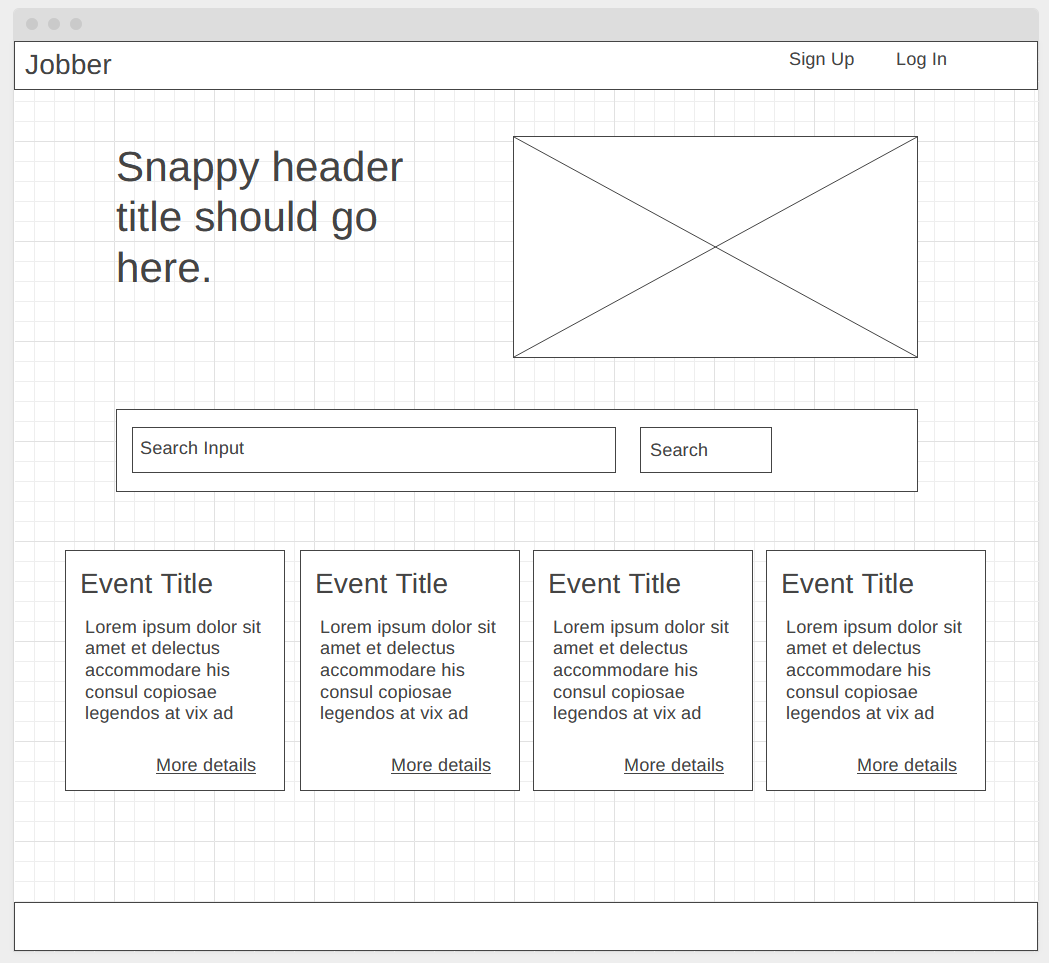 Jobber
Sign Up
Log In
Snappy header
title should go
here.
Search Input
Search
Event Title
Lorem ipsum dolor sit
amet et delectus
accommodare his
consul copiosae
legendos at vix ad
More details
Event Title
Lorem ipsum dolor sit
amet et delectus
accommodare his
consul copiosae
legendos at vix ad
More details
Event Title
Lorem ipsum dolor sit
amet et delectus
accommodare his
consul copiosae
legendos at vix ad
More details
Event Title
Lorem ipsum dolor sit
amet et delectus
accommodare his
consul copiosae
legendos at vix ad
More details